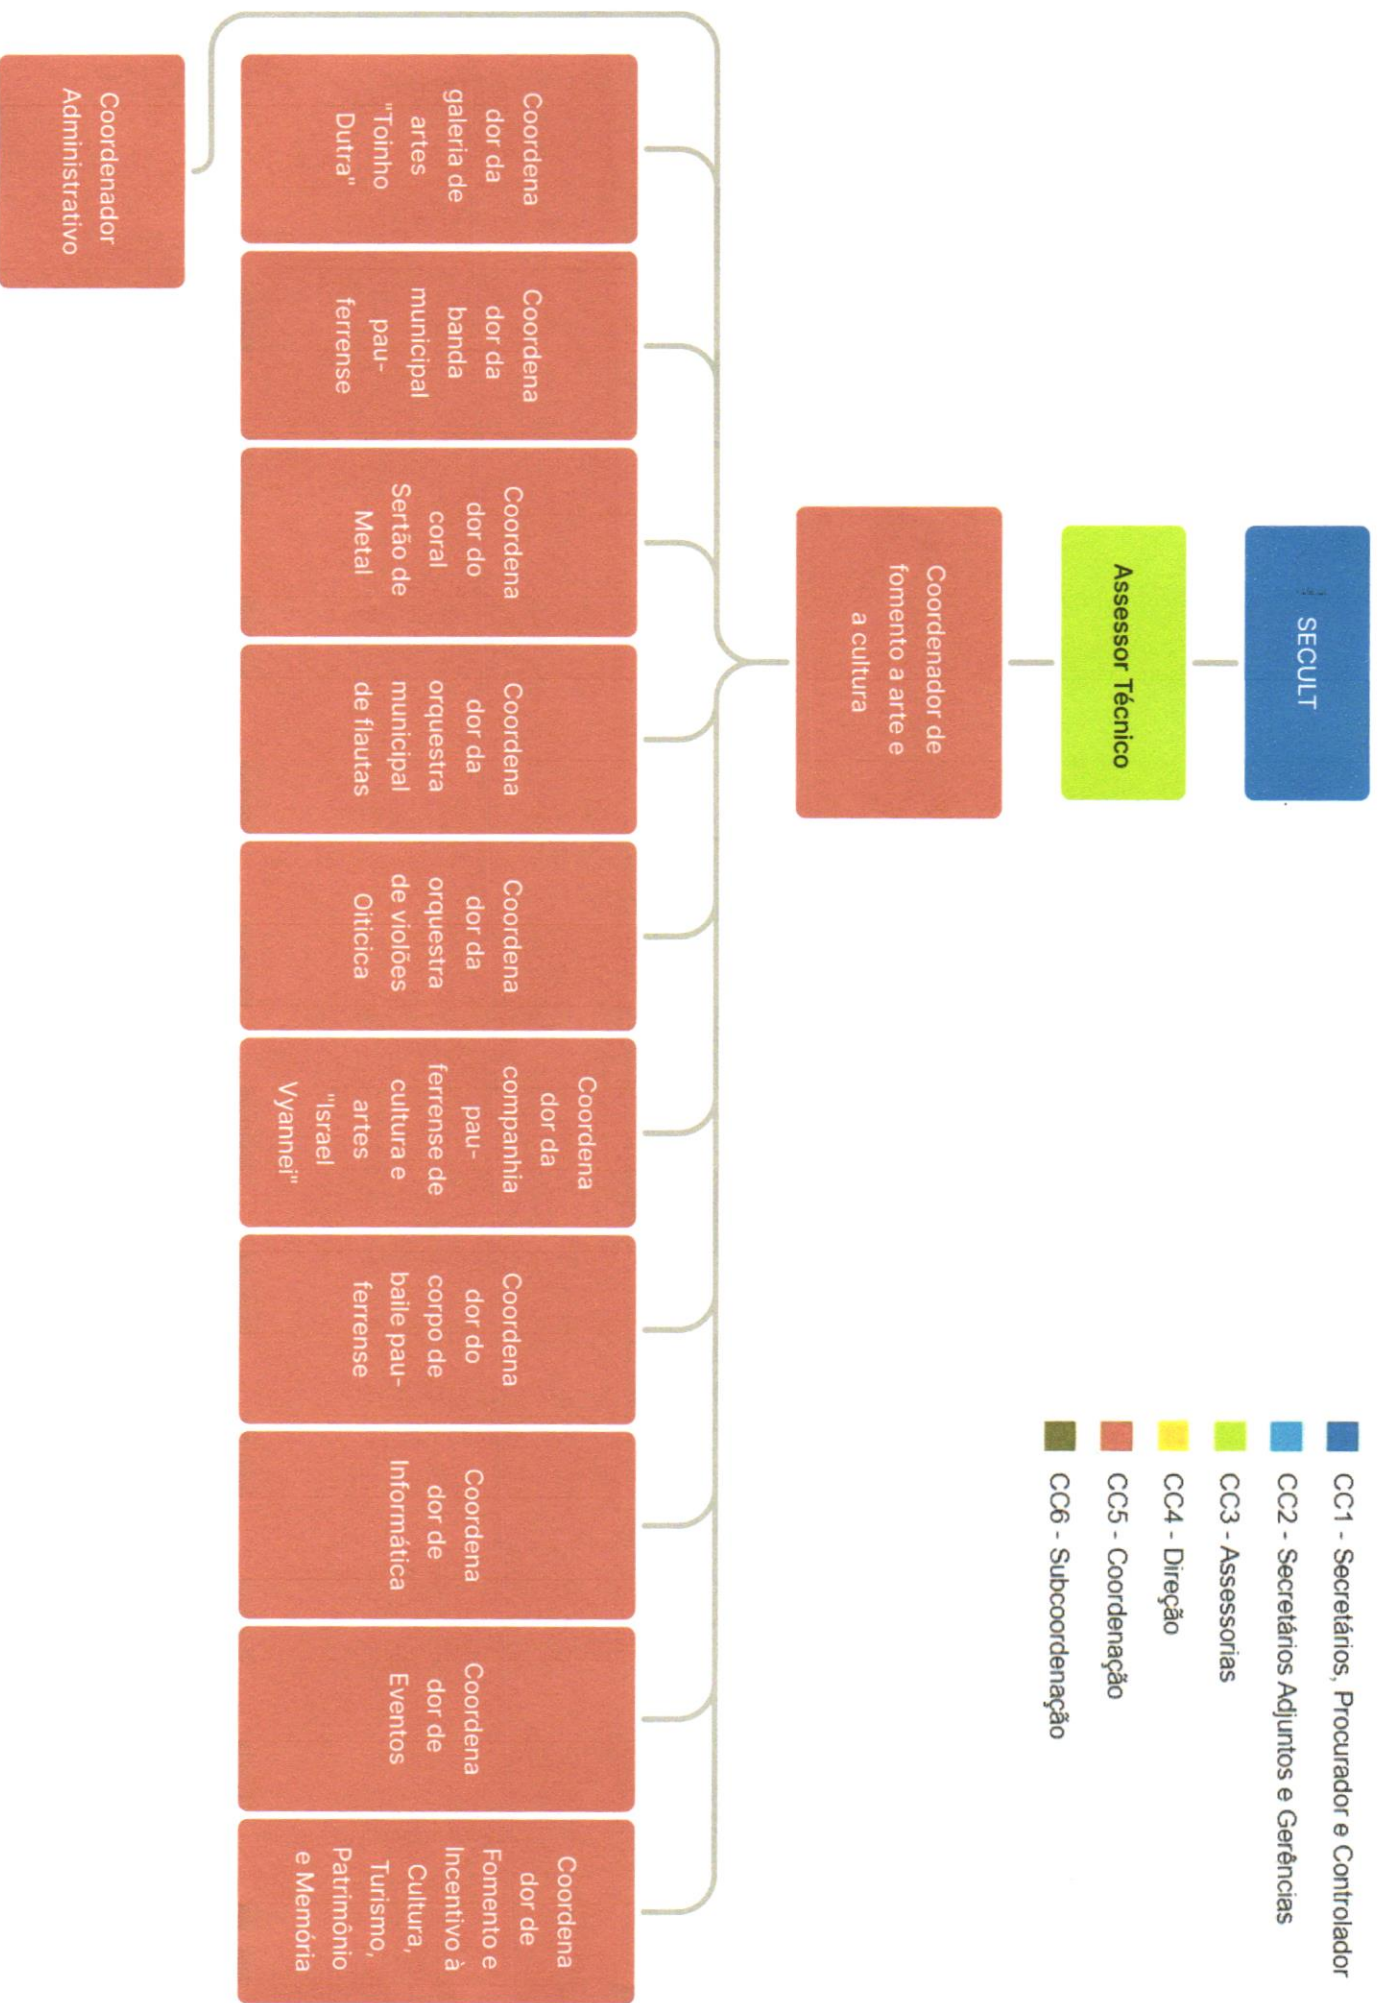 SECULT
Assessor Técnico
Coordenador de
fomento a arte e
a cultura
CC1 - Secretários, Procurador e Controlador
CC2 - Secretários Adjuntos e Gerências
CC3 - Assessorias
CC4 - Direção
CC5 - Coordenação
CC6 - Subcoordenação
Coordena
dor da
galeria de
artes
"Toinho
Dutra"
Coordena
dor da
banda
municipal
pau-
ferrense
Coordena
dor do
coral
Sertão de
Metal
Coordena
dor da
orquestra
municipal
de flautas
Coordena
dor da
orquestra
de violões
Oiticica
Coordena
dor da
companhia
pau-
ferrense de
cultura e
artes
"Israel
Vyannei"
Coordena
dor do
corpo de
baile pau-
ferrense
Coordena
dor de
Informática
Coordena
dor de
Eventos
Coordena
dor de
Fomento e
Incentivo à
Cultura,
Turismo,
Patrimônio
e Memória
Coordenador
Administrativo